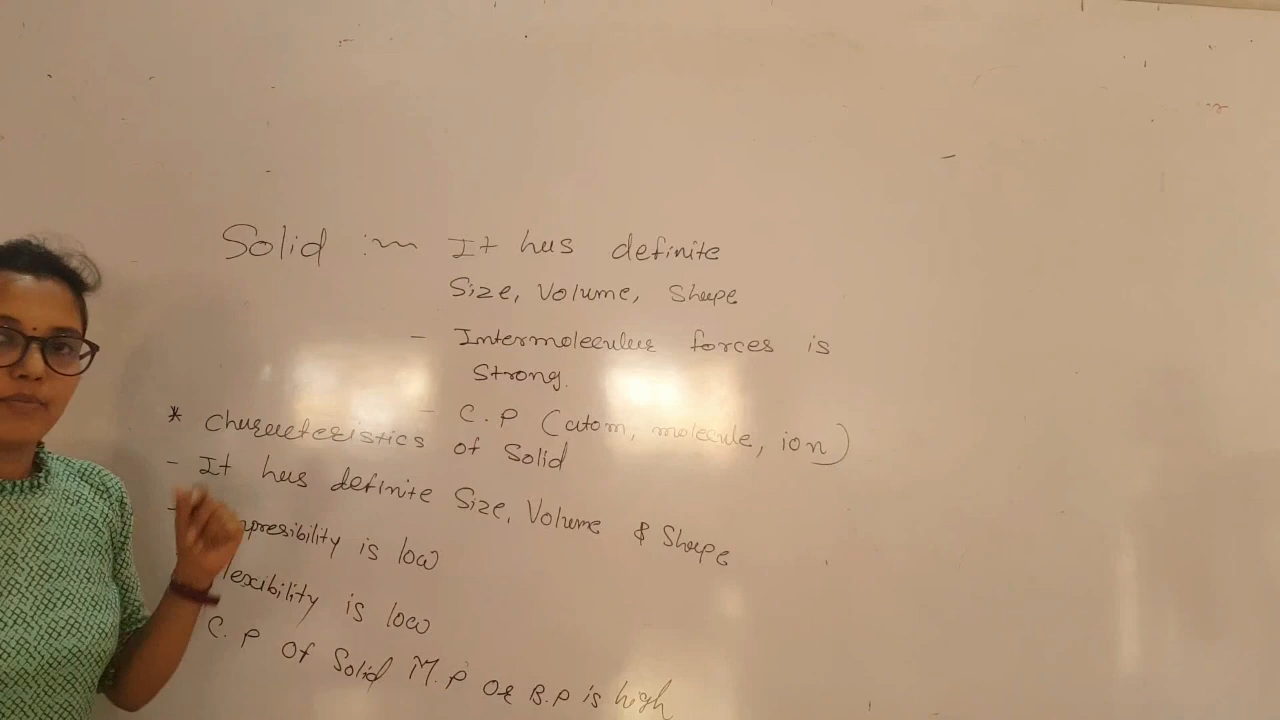 Solid :- It has definite
Size, Volume, Shape
- Intermolecular forces is
Strong.
- C.P (atom, molecule, ion)
* characteristics of Solid
- It has definite Size, Volume & Shape
- mpresibility is low
lexibility is low
C.P of Solid M.P or B.P is high